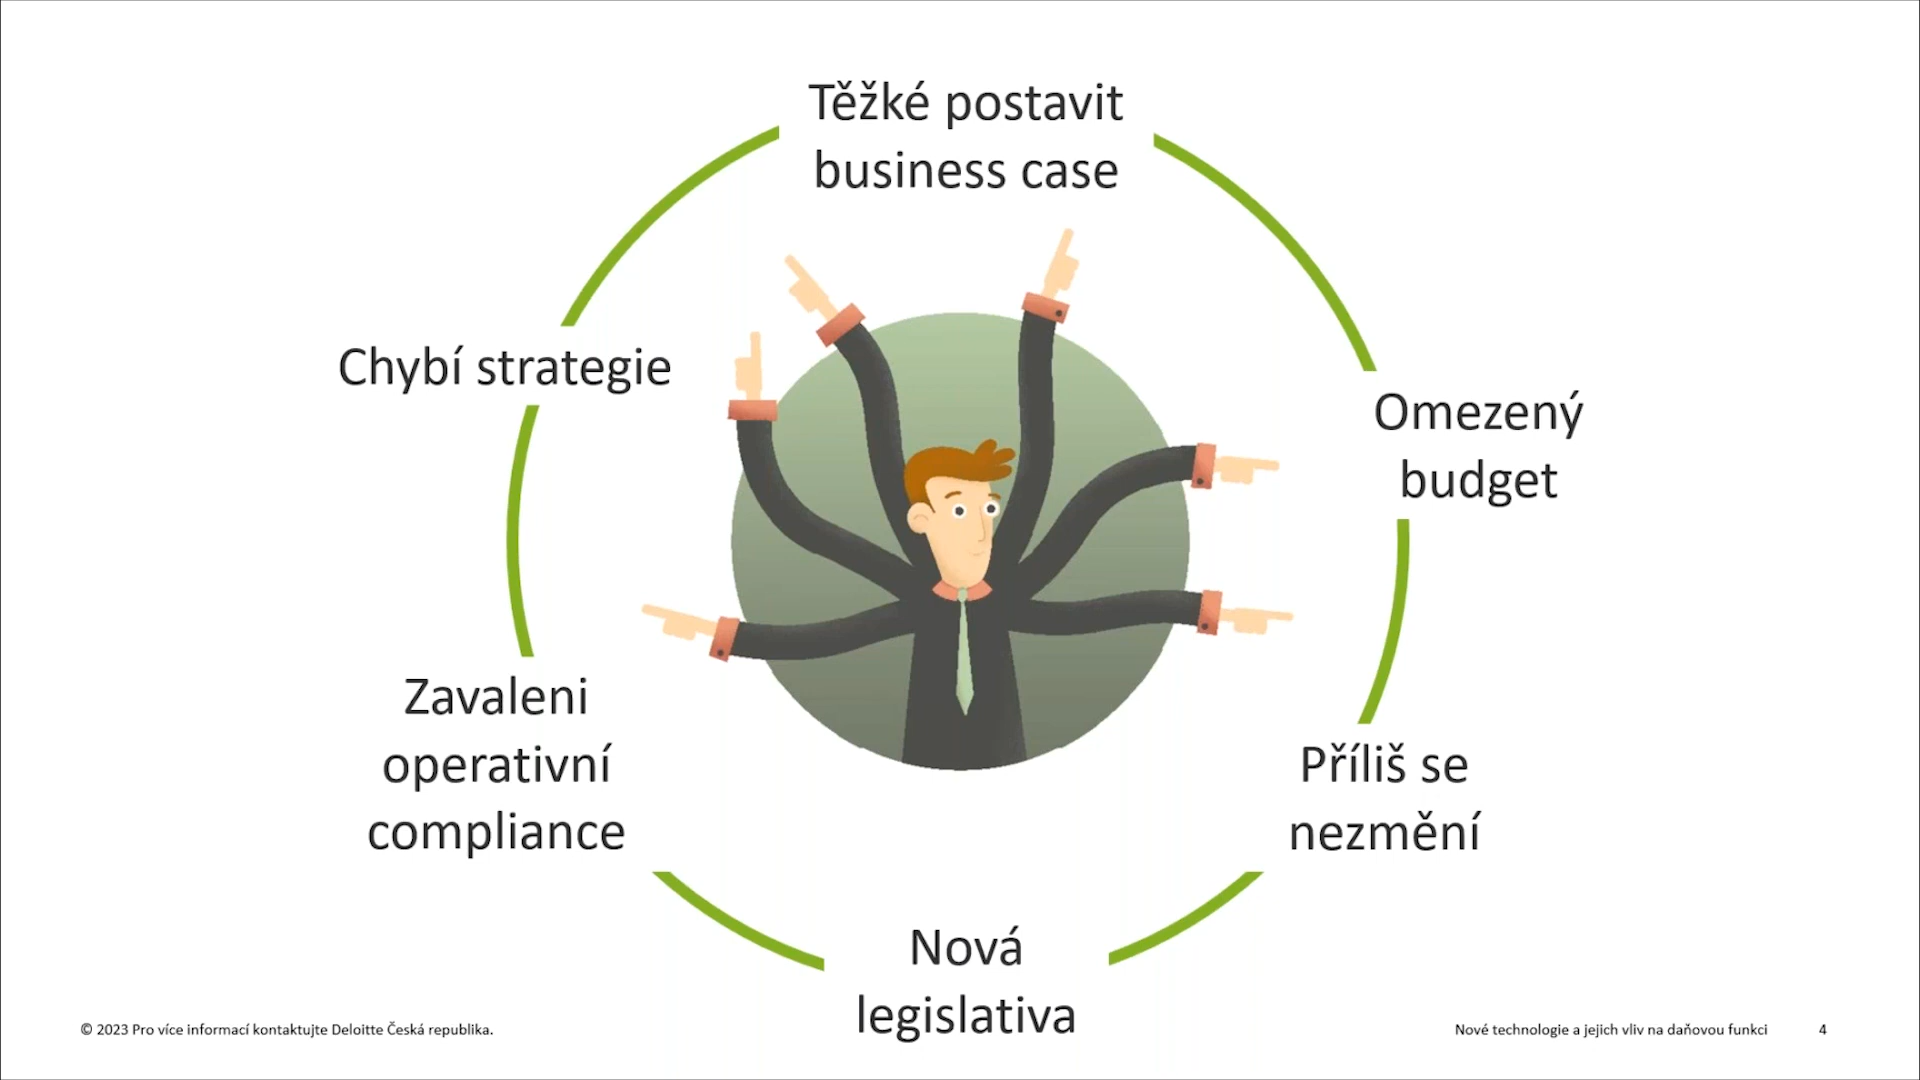 Těžké postavit
business case
Chybí strategie
Omezený
budget
Zavaleni
operativní
compliance
Příliš se
nezmění
Nová
legislativa
© 2023 Pro více informací kontaktujte Deloitte Česká republika.
Nové technologie a jejich vliv na daňovou funkci
4